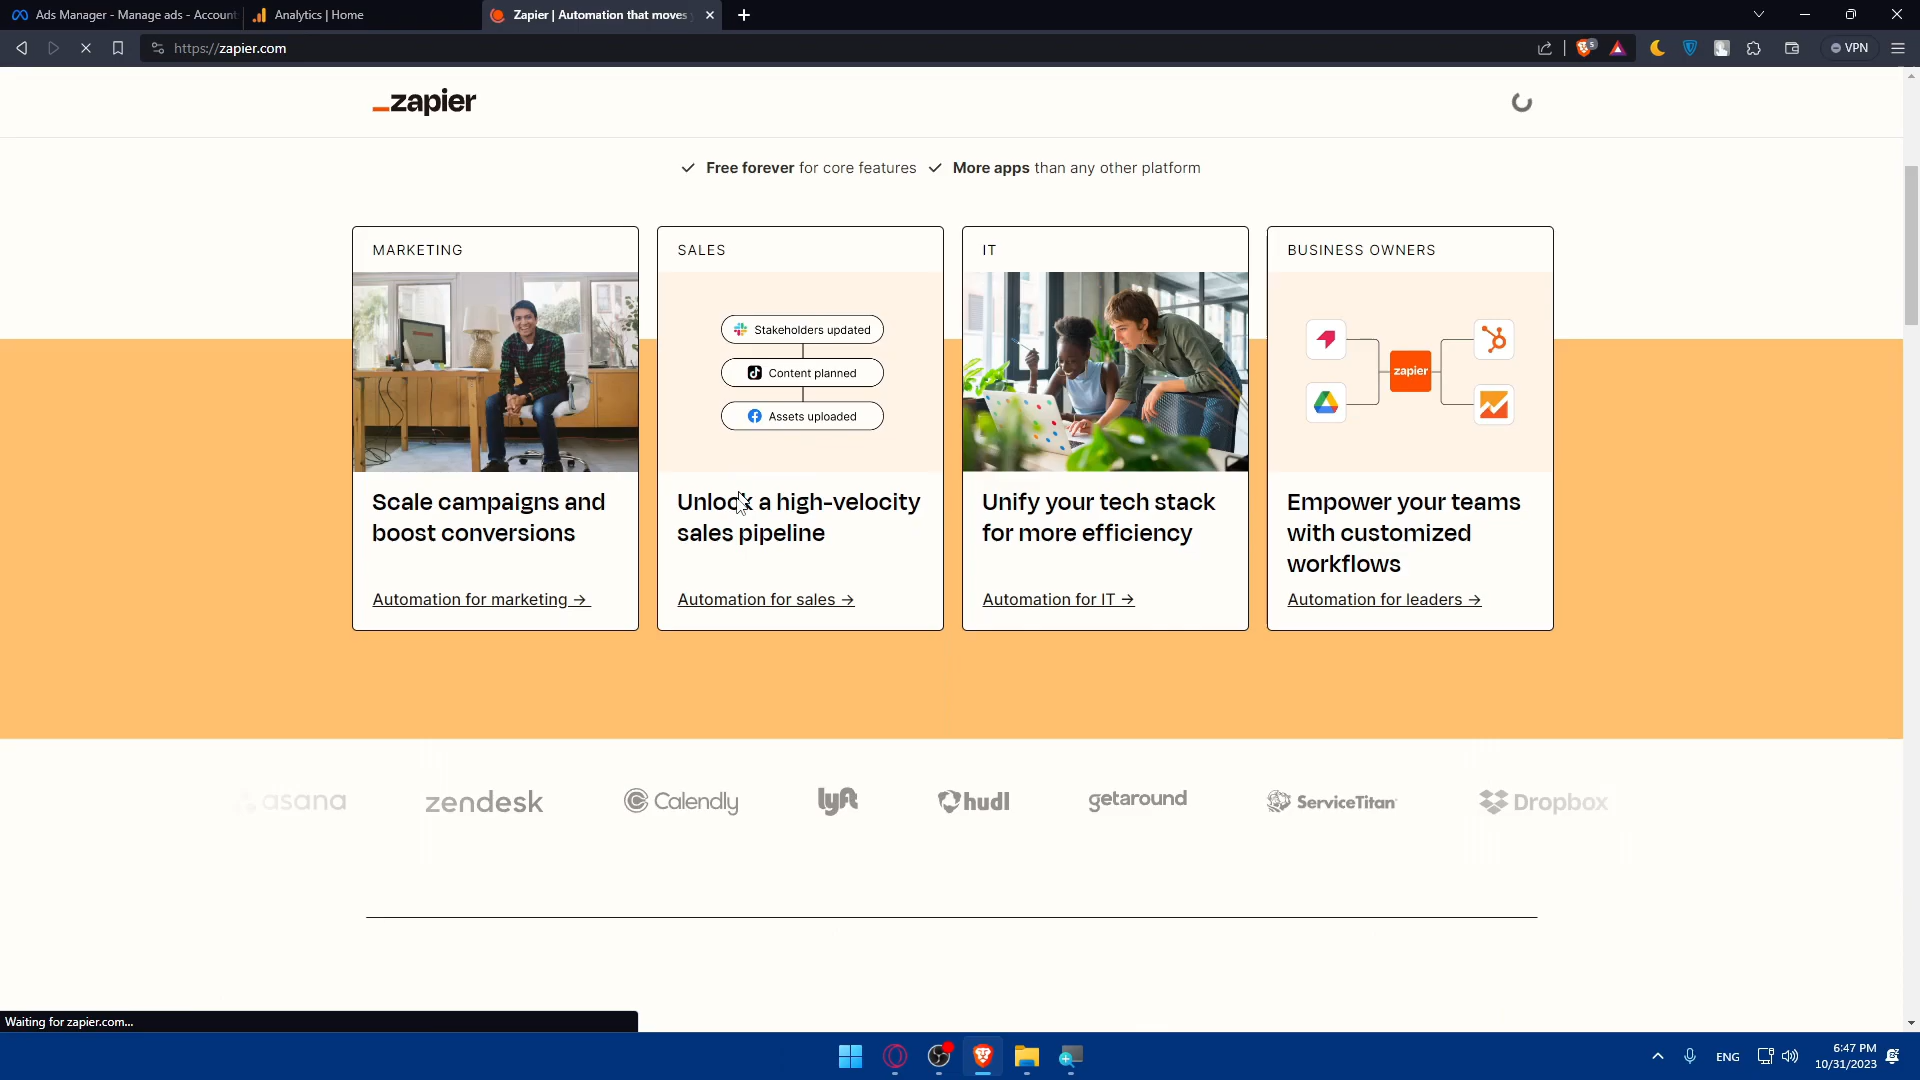 Ads Manager - Manage ads - Account
Analytics | Home
Zapier | Automation that moves
https://zapier.com
5
VPN
zapier
Free forever for core features
More apps than any other platform
MARKETING
SALES
IT
BUSINESS OWNERS
Stakeholders updated
Content planned
Assets uploaded
zapier
Scale campaigns and
boost conversions
Unlock a high-velocity
sales pipeline
Unify your tech stack
for more efficiency
Empower your teams
with customized
workflows
Automation for marketing →
Automation for sales →
Automation for IT →
Automation for leaders →
asana
zendesk
Calendly
lyft
hudl
getaround
ServiceTitan
Dropbox
Waiting for zapier.com...
ENG
6:47 PM
10/31/2023